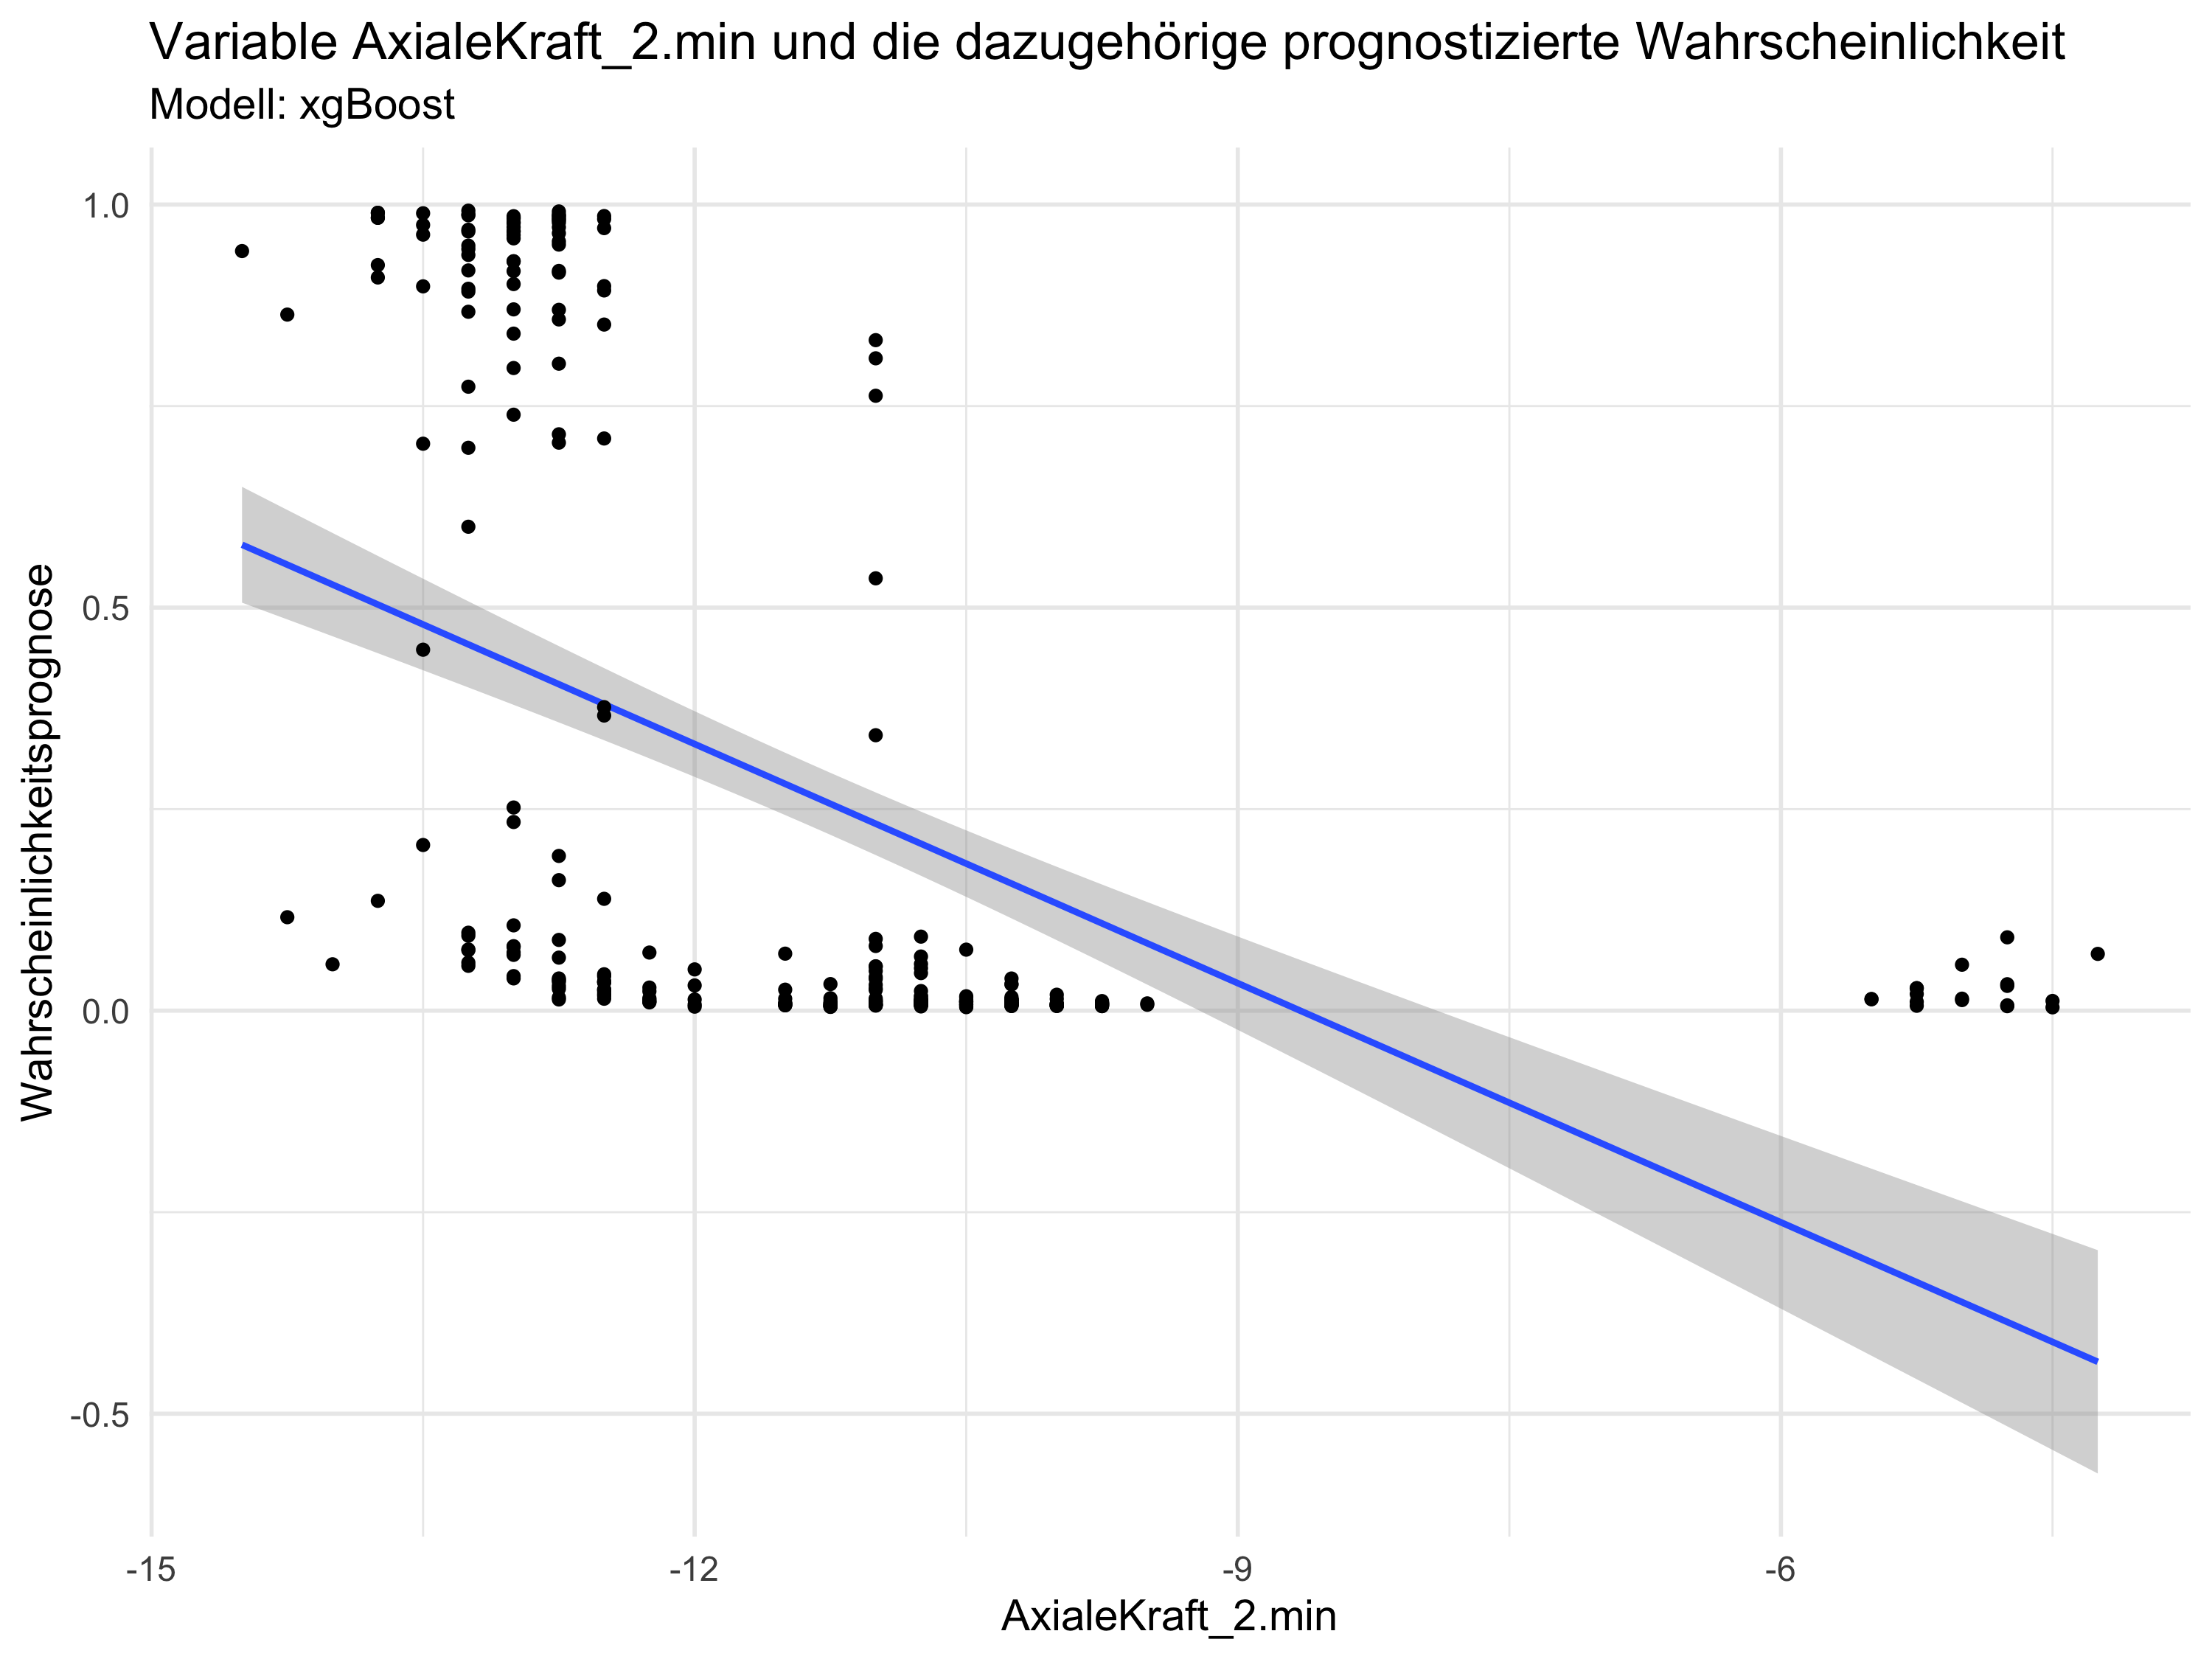 Variable AxialeKraft_2.min und die dazugehörige prognostizierte Wahrscheinlichkeit
Modell: xgBoost
Wahrscheinlichkeitsprognose
1.0
0.5
0.0
-0.5
-15
-12
-9
-6
AxialeKraft_2.min